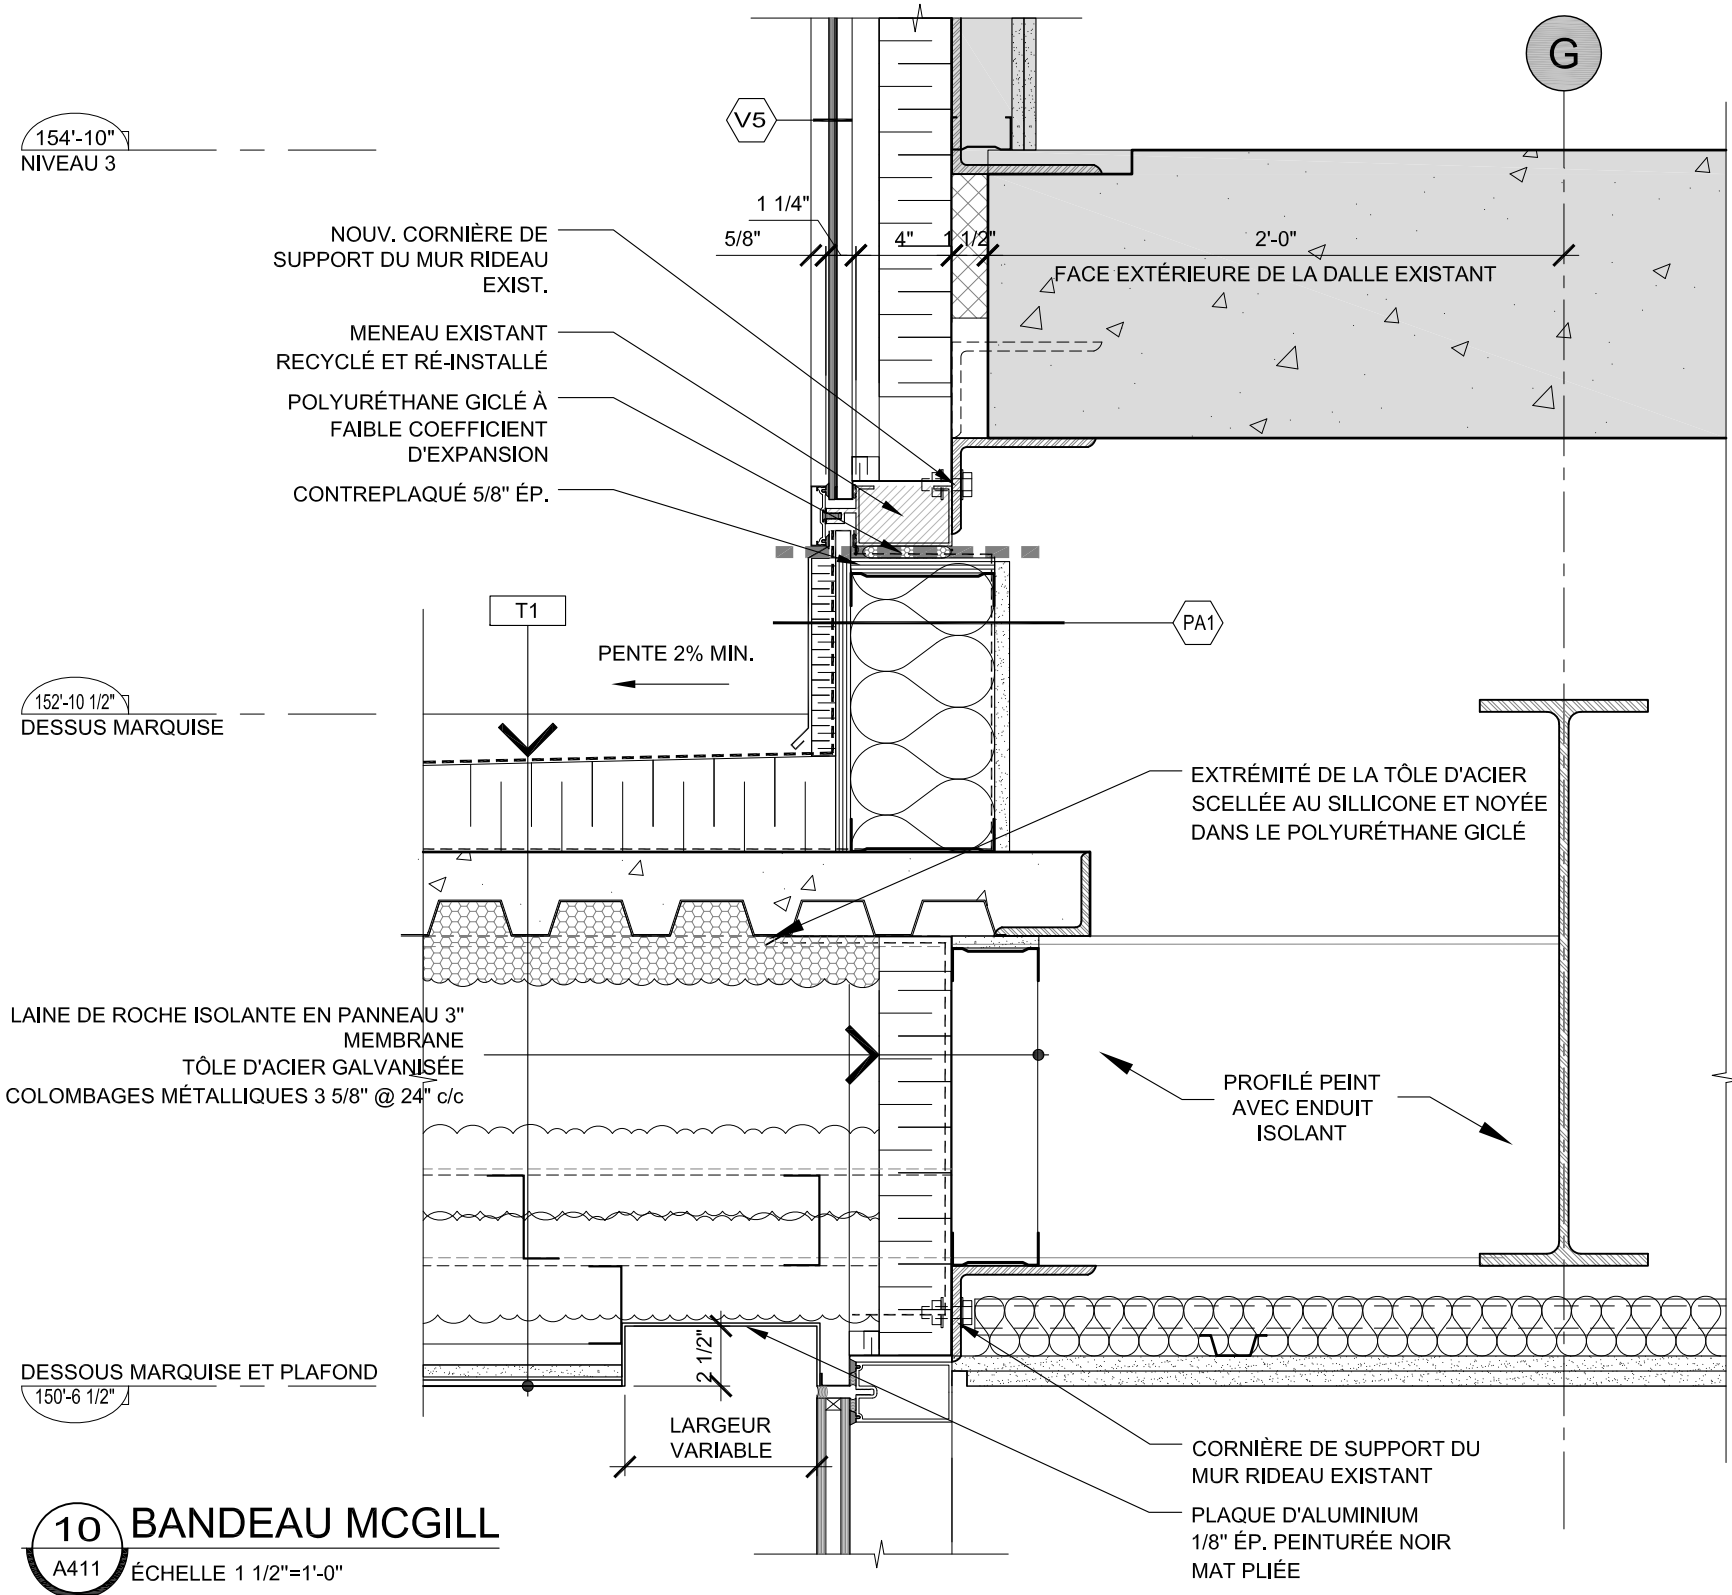 G
154'-10"
NIVEAU 3
V5
1 1/4"
5/8"
4"
1 1/2"
2'-0"
FACE EXTÉRIEURE DE LA DALLE EXISTANT
NOUV. CORNIÈRE DE
SUPPORT DU MUR RIDEAU
EXIST.
MENEAU EXISTANT
RECYCLÉ ET RÉ-INSTALLÉ
POLYURÉTHANE GICLÉ À
FAIBLE COEFFICIENT
D'EXPANSION
CONTREPLAQUÉ 5/8" ÉP.
T1
PA1
PENTE 2% MIN.
152'-10 1/2"
DESSUS MARQUISE
EXTRÉMITÉ DE LA TÔLE D'ACIER
SCELLÉE AU SILLICONE ET NOYÉE
DANS LE POLYURÉTHANE GICLÉ
LAINE DE ROCHE ISOLANTE EN PANNEAU 3"
MEMBRANE
TÔLE D'ACIER GALVANISÉE
COLOMBAGES MÉTALLIQUES 3 5/8" @ 24" c/c
PROFILÉ PEINT
AVEC ENDUIT
ISOLANT
2 1/2"
DESSOUS MARQUISE ET PLAFOND
150'-6 1/2"
LARGEUR
VARIABLE
CORNIÈRE DE SUPPORT DU
MUR RIDEAU EXISTANT
PLAQUE D'ALUMINIUM
1/8" ÉP. PEINTURÉE NOIR
MAT PLIÉE
10
A411
BANDEAU MCGILL
ÉCHELLE 1 1/2"=1'-0"